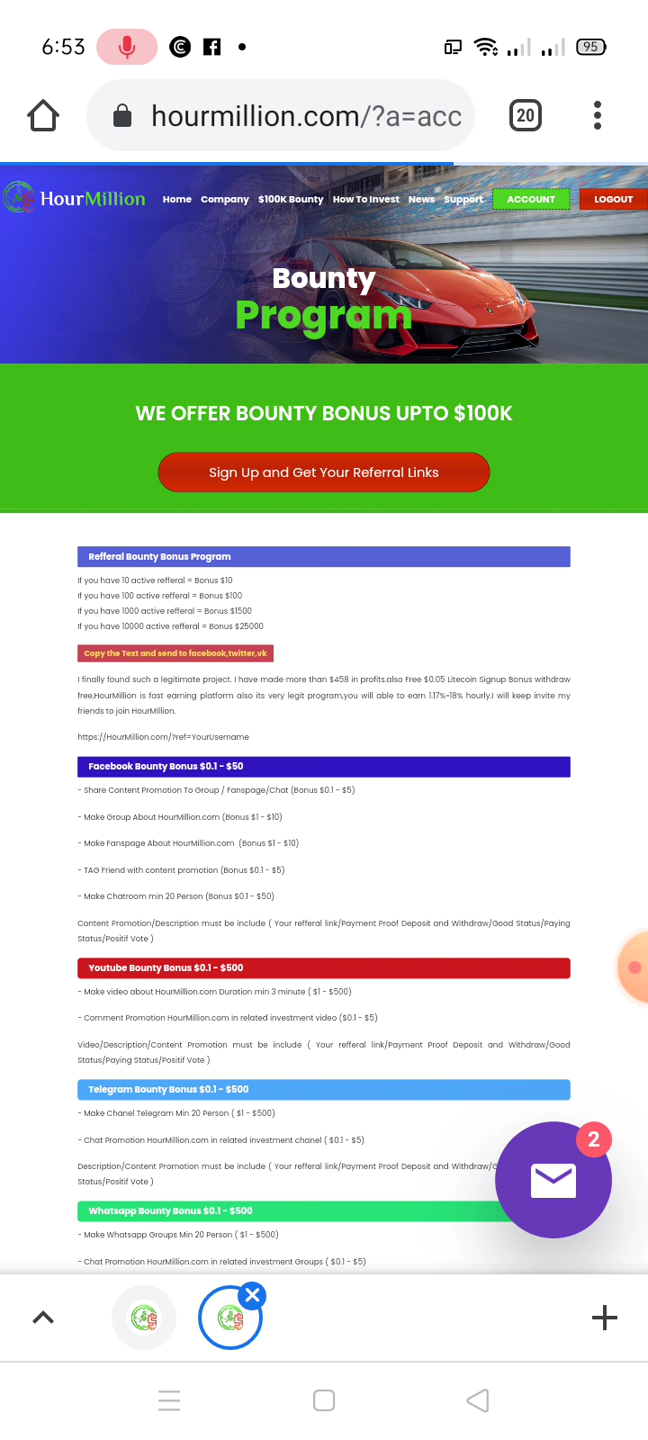 6:53
95
hourmillion.com/?a=acc
20
HourMillion Home Company $100K Bounty How To Invest News Support ACCOUNT LOGOUT
Bounty
Program
WE OFFER BOUNTY BONUS UPTO $100K
Sign Up and Get Your Referral Links
Refferal Bounty Bonus Program
If you have 10 active refferal = Bonus $10
If you have 100 active refferal = Bonus $100
If you have 1000 active refferal = Bonus $1500
If you have 10000 active refferal = Bonus $25000
Copy the Text and send to facebook,twitter,vk
I finally found such a legitimate project. I have made more than $458 in profits.also Free $0.05 Litecoin Signup Bonus withdraw
free,HourMillion is fast earning platform also its very legit program,you will able to earn 1.17%~18% hourly.I will keep invite my
friends to join HourMillion.
https://HourMillion.com/?ref=YourUsername
Facebook Bounty Bonus $0.1 - $50
- Share Content Promotion To Group / Fanspage/Chat (Bonus $0.1 - $5)
- Make Group About HourMillion.com (Bonus $1 - $10)
- Make Fanspage About HourMillion.com (Bonus $1 - $10)
- TAG Friend with content promotion (Bonus $0.1 - $5)
- Make Chatroom min 20 Person (Bonus $0.1 - $50)
Content Promotion/Description must be include ( Your refferal link/Payment Proof Deposit and Withdraw/Good Status/Paying
Status/Positif Vote )
Youtube Bounty Bonus $0.1 - $500
- Make video about HourMillion.com Duration min 3 minute ( $1 - $500)
- Comment Promotion HourMillion.com in related investment video ($0.1 - $5)
Video/Description/Content Promotion must be include ( Your refferal link/Payment Proof Deposit and Withdraw/Good
Status/Paying Status/Positif Vote )
Telegram Bounty Bonus $0.1 - $500
- Make Chanel Telegram Min 20 Person ( $1 - $500)
- Chat Promotion HourMillion.com in related investment chanel ( $0.1 - $5)
Description/Content Promotion must be include ( Your refferal link/Payment Proof Deposit and Withdraw/
Status/Positif Vote )
2
Whatsapp Bounty Bonus $0.1 - $500
- Make Whatsapp Groups Min 20 Person ( $1 - $500)
- Chat Promotion HourMillion.com in related investment Groups ( $0.1 - $5)